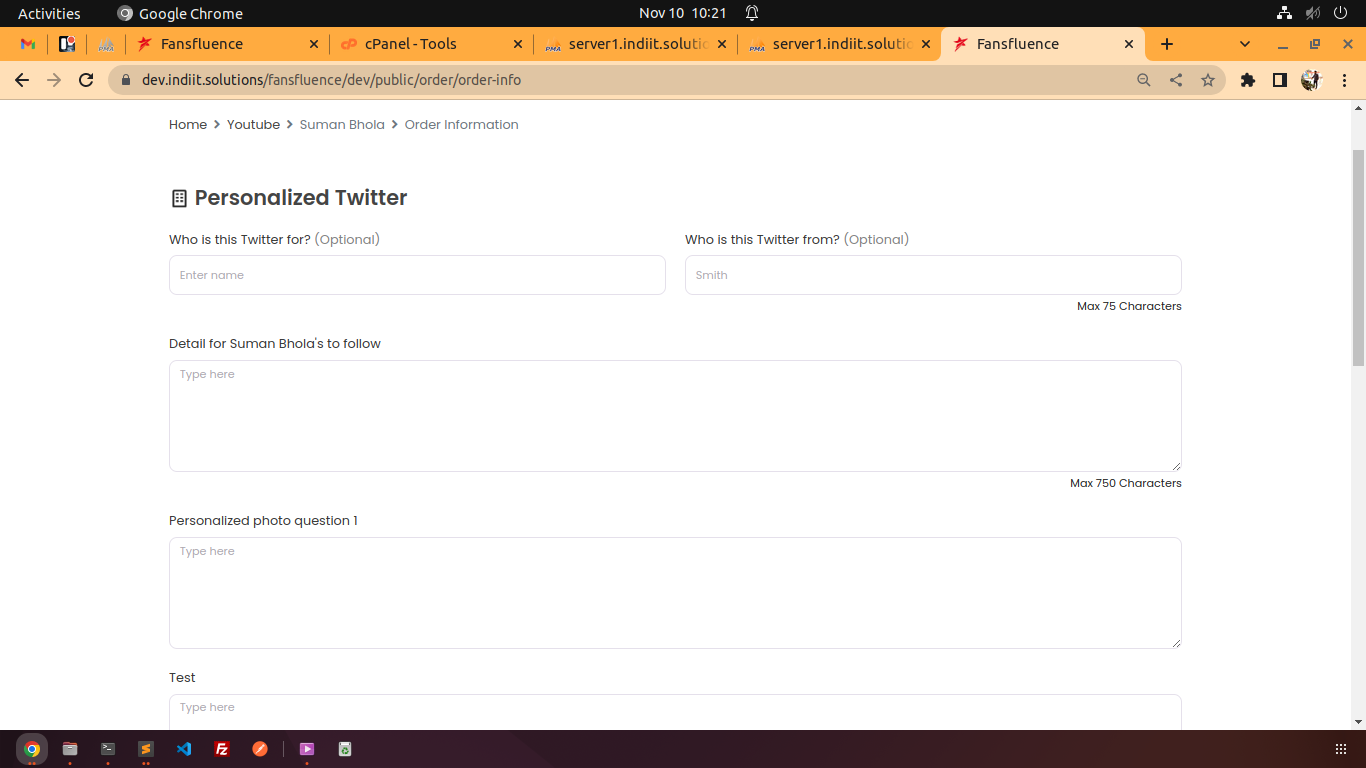 Activities Google Chrome Nov 10 10:21
Fansfluence cPanel - Tools server1.indiit.solutio server1.indiit.solutio Fansfluence
dev.indiit.solutions/fansfluence/dev/public/order/order-info
Home Youtube Suman Bhola Order Information
Personalized Twitter
Who is this Twitter for? (Optional) Who is this Twitter from? (Optional)
Enter name Smith
Max 75 Characters
Detail for Suman Bhola's to follow
Type here
Max 750 Characters
Personalized photo question 1
Type here
Test
Type here